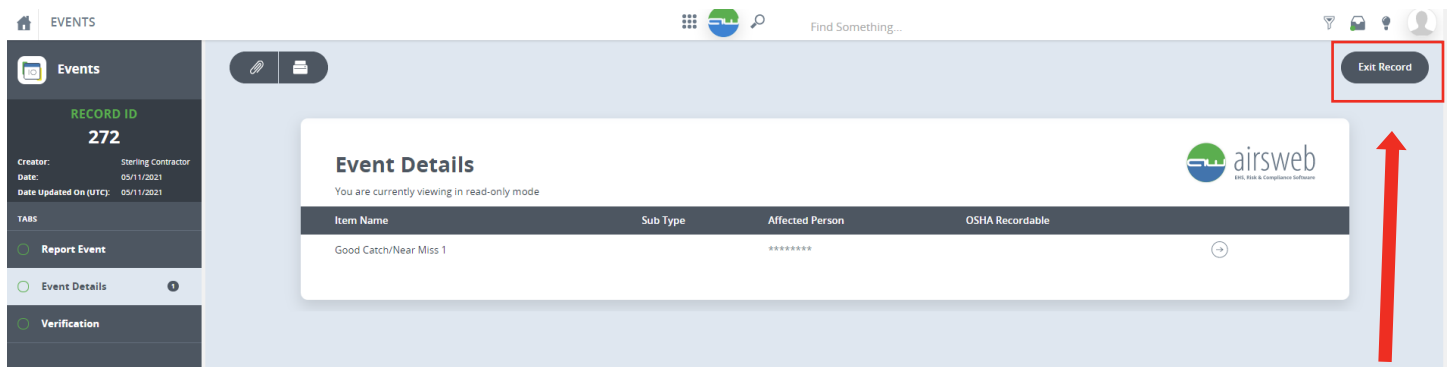 EVENTS
Find Something...
Events
Exit Record
RECORD ID
272
Creator: Sterling Contractor
Date: 05/11/2021
Date Updated On (UTC): 05/11/2021
TABS
Report Event
Event Details 1
Verification
Event Details
You are currently viewing in read-only mode
airsweb
EHS, Risk & Compliance Software
Item Name Sub Type Affected Person OSHA Recordable
Good Catch/Near Miss 1 ********